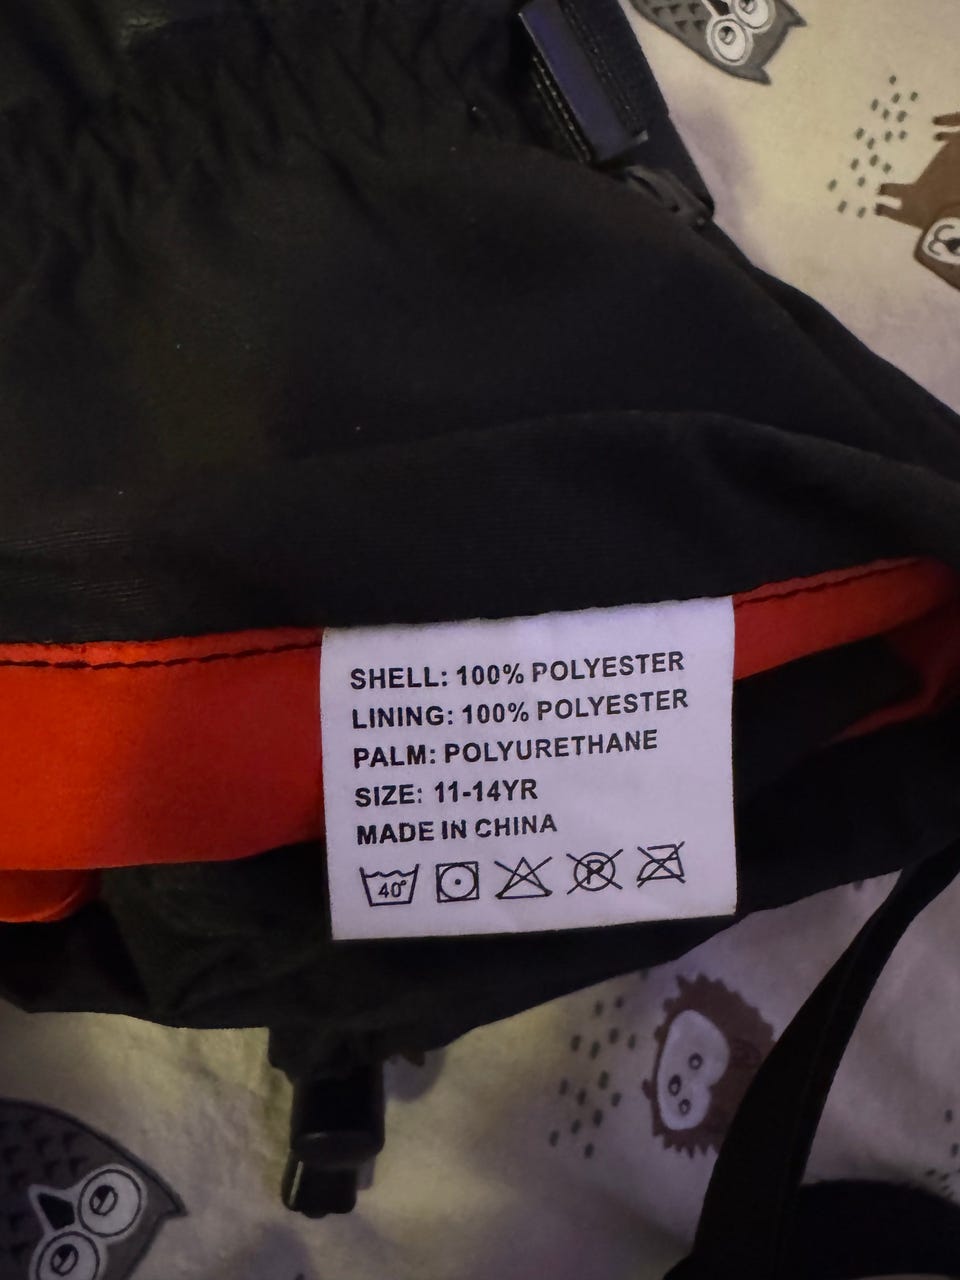 SHELL: 100% POLYESTER
LINING: 100% POLYESTER
PALM: POLYURETHANE
SIZE: 11-14YR
MADE IN CHINA
40° P